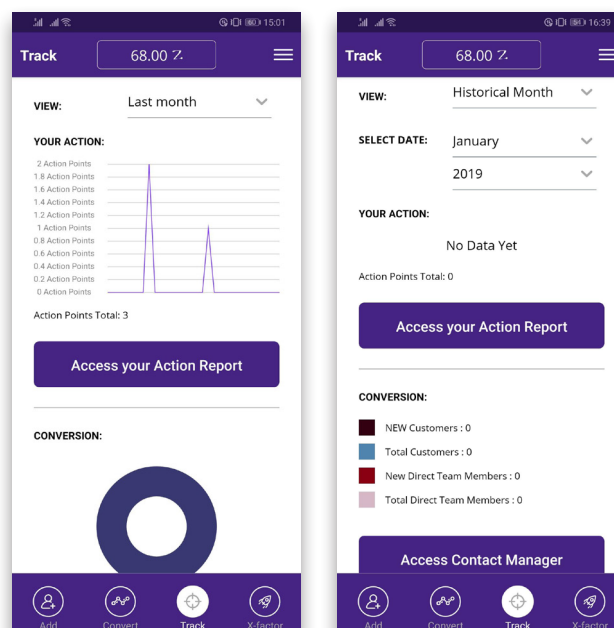 15:01
Track
68.00
VIEW:
Last month
YOUR ACTION:
2 Action Points
1.8 Action Points
1.6 Action Points
1.4 Action Points
1.2 Action Points
1 Action Points
0.8 Action Points
0.6 Action Points
0.4 Action Points
0.2 Action Points
0 Action Points
Action Points Total: 3
Access your Action Report
CONVERSION:
Add
Convert
Track
X-factor
16:39
Track
68.00
VIEW:
Historical Month
SELECT DATE:
January
2019
YOUR ACTION:
No Data Yet
Action Points Total: 0
Access your Action Report
CONVERSION:
NEW Customers : 0
Total Customers : 0
New Direct Team Members : 0
Total Direct Team Members : 0
Access Contact Manager
Add
Convert
Track
X-factor